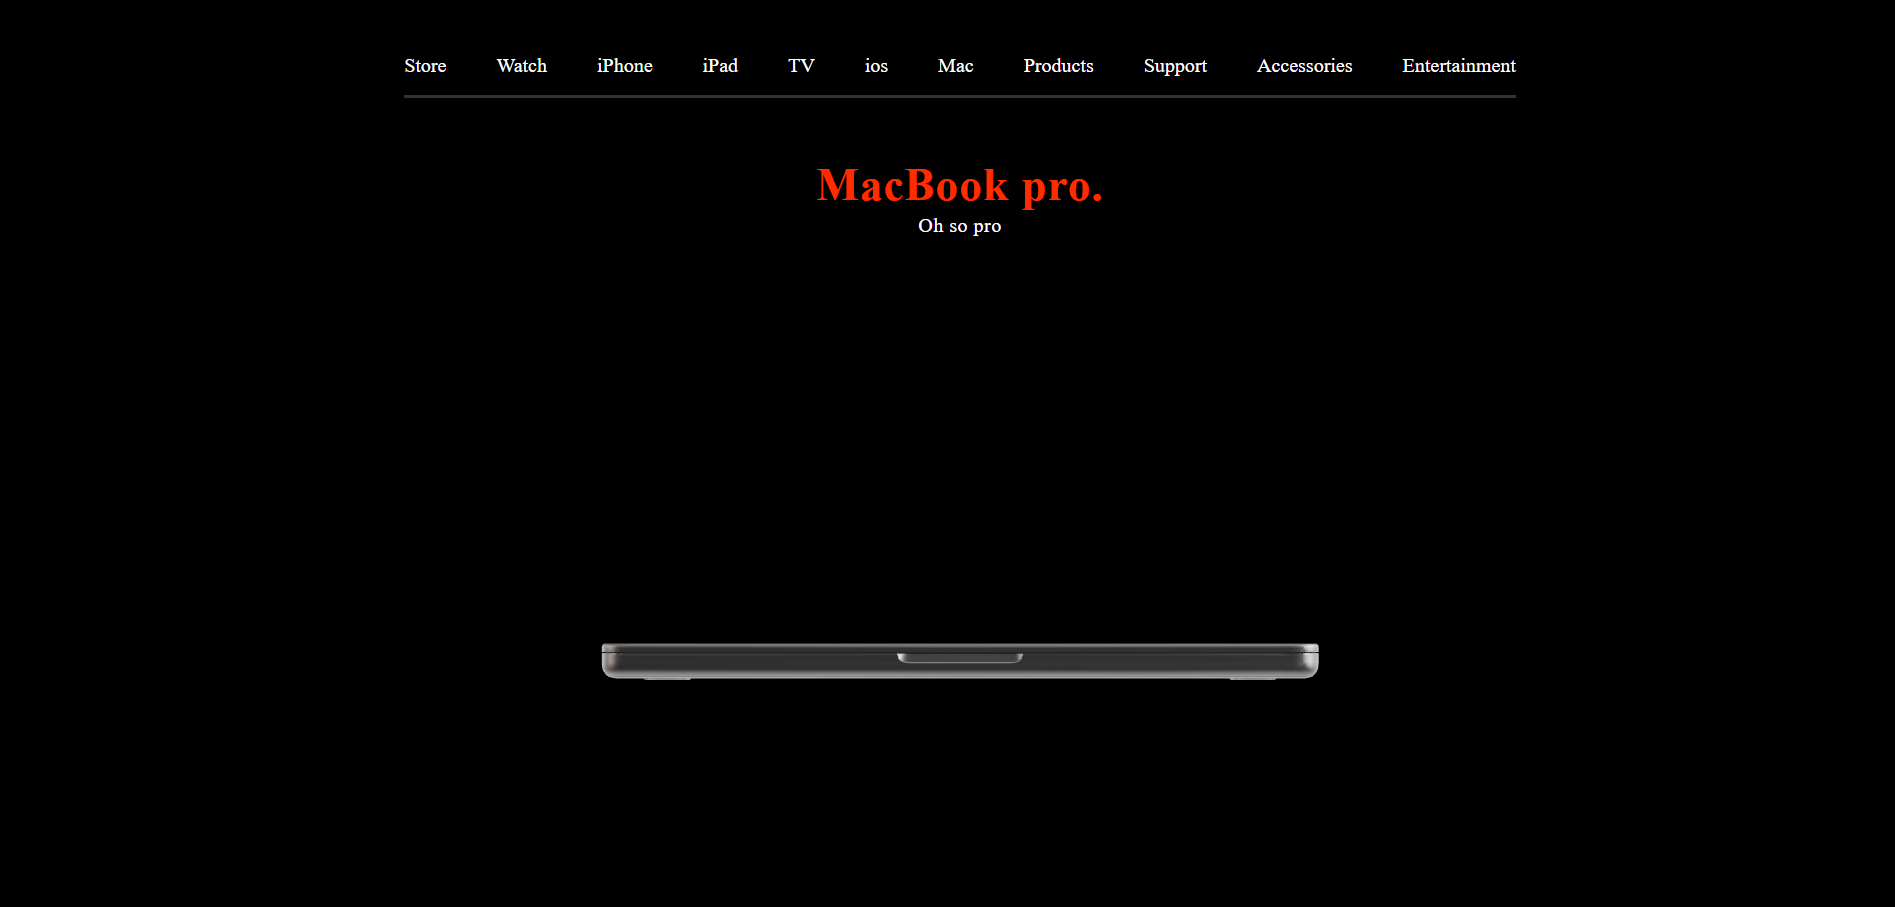 Store Watch iPhone iPad TV ios Mac Products Support Accessories Entertainment
MacBook pro.
Oh so pro